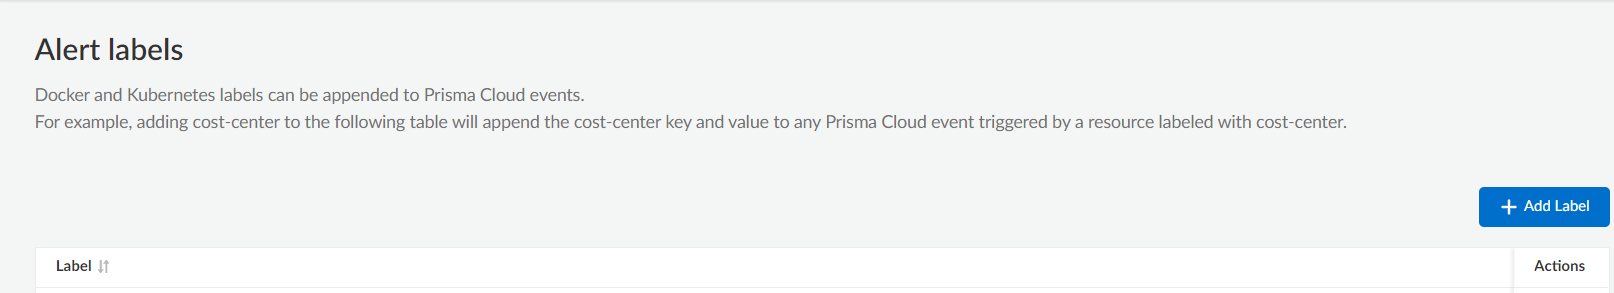 Alert labels
Docker and Kubernetes labels can be appended to Prisma Cloud events.
For example, adding cost-center to the following table will append the cost-center key and value to any Prisma Cloud event triggered by a resource labeled with cost-center.
Add Label
Label
Actions